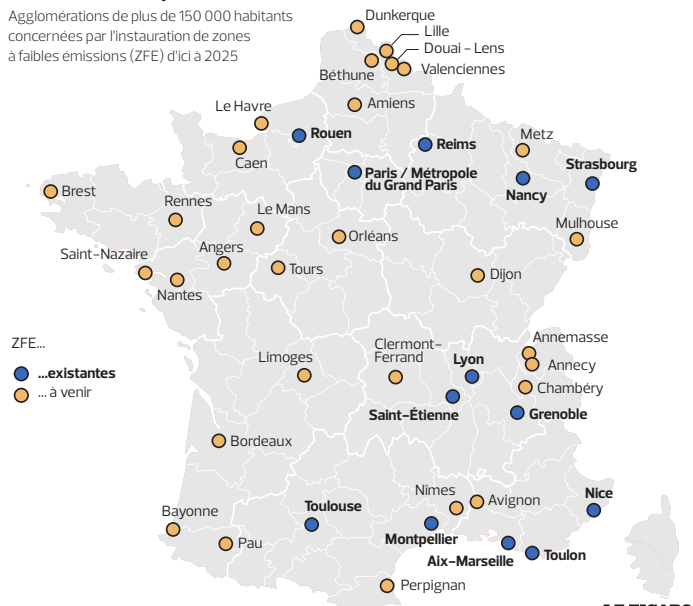 Agglomérations de plus de 150 000 habitants
concernées par l'instauration de zones
à faibles émissions (ZFE) d'ici à 2025
Dunkerque
Lille
Douai - Lens
Béthune
Valenciennes
Le Havre
Amiens
Rouen
Reims
Metz
Caen
Strasbourg
Paris / Métropole
du Grand Paris
Nancy
Brest
Rennes
Le Mans
Mulhouse
Orléans
Saint-Nazaire
Angers
Tours
Dijon
Nantes
ZFE...
...existantes
... à venir
Annemasse
Clermont-
Ferrand
Limoges
Lyon
Annecy
Chambéry
Saint-Étienne
Grenoble
Bordeaux
Nîmes
Avignon
Nice
Bayonne
Toulouse
Montpellier
Pau
Aix-Marseille
Toulon
Perpignan